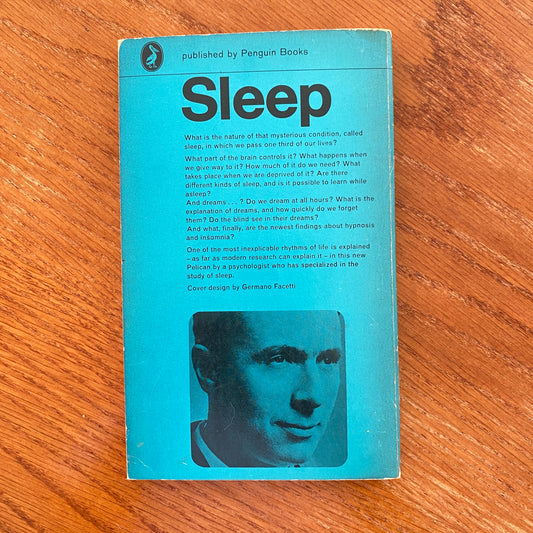 published by Penguin Books
Sleep
What is the nature of that mysterious condition, called
sleep, in which we pass one third of our lives?
What part of the brain controls it? What happens when
we give way to it? How much of it do we need? What
takes place when we are deprived of it? Are there
different kinds of sleep, and is it possible to learn while
asleep?
And dreams . . . ? Do we dream at all hours? What is the
explanation of dreams, and how quickly do we forget
them? Do the blind see in their dreams?
And what, finally, are the newest findings about hypnosis
and insomnia?
One of the most inexplicable rhythms of life is explained
– as far as modern research can explain it – in this new
Pelican by a psychologist who has specialized in the
study of sleep.
Cover design by Germano Facetti